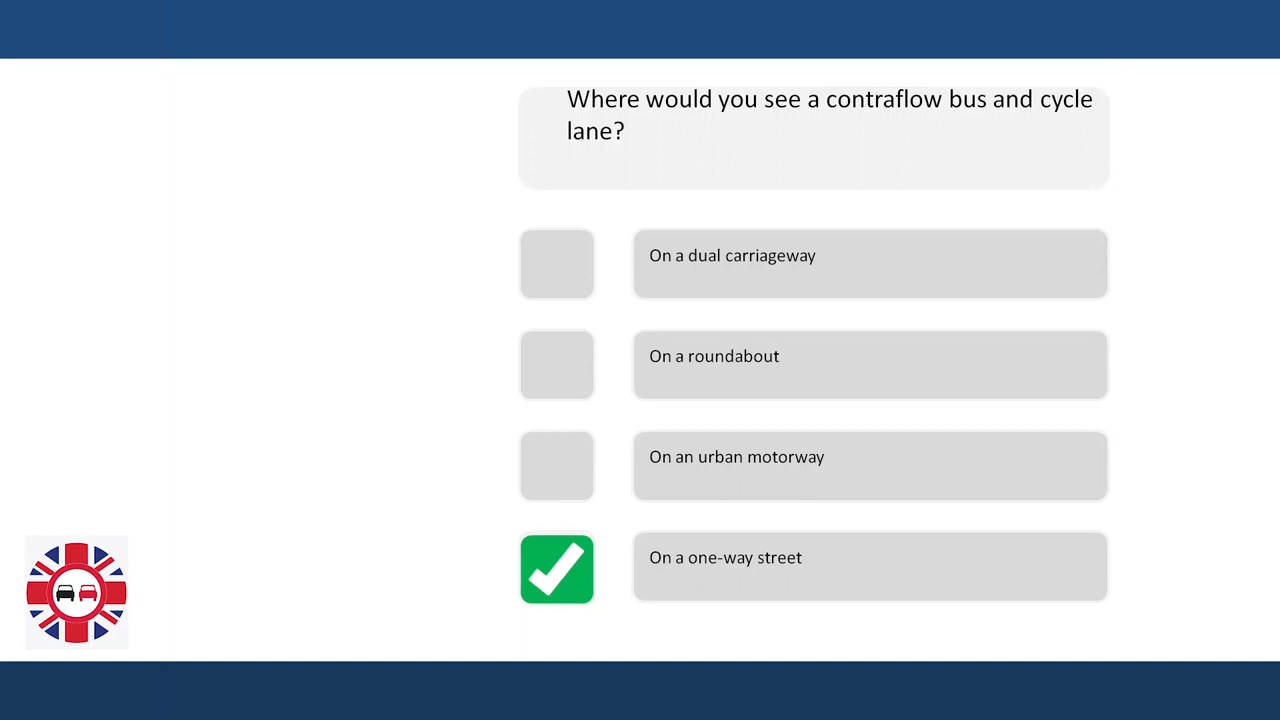 Where would you see a contraflow bus and cycle
lane?
On a dual carriageway
On a roundabout
On an urban motorway
On a one-way street